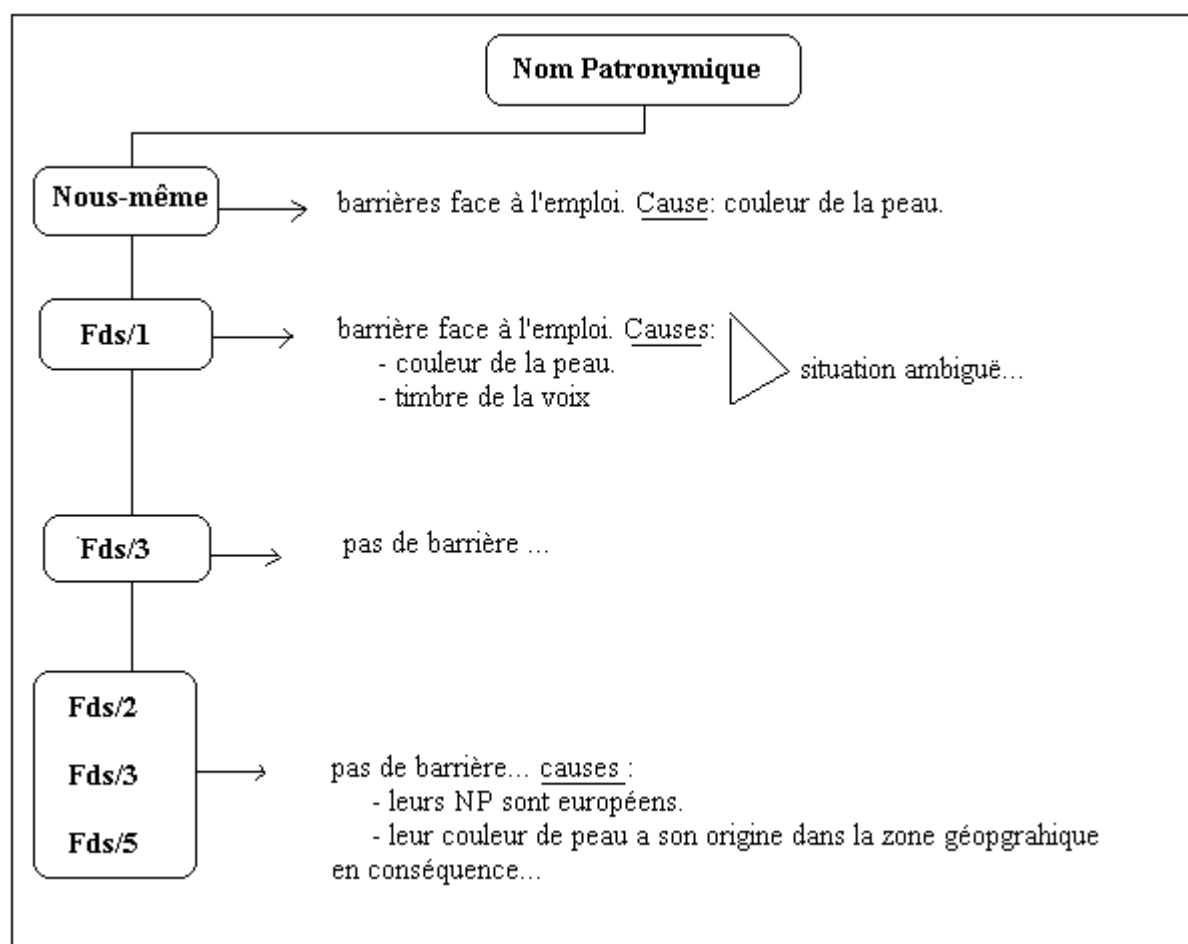 Nom Patronymique
Nous-même
barrières face à l'emploi. Cause: couleur de la peau.
Fds/1
barrière face à l'emploi. Causes:
- couleur de la peau.
- timbre de la voix
situation ambiguë...
Fds/3
pas de barrière ...
Fds/2
Fds/3
Fds/5
pas de barrière... causes :
- leurs NP sont européens.
- leur couleur de peau a son origine dans la zone géopgrahique
en conséquence...